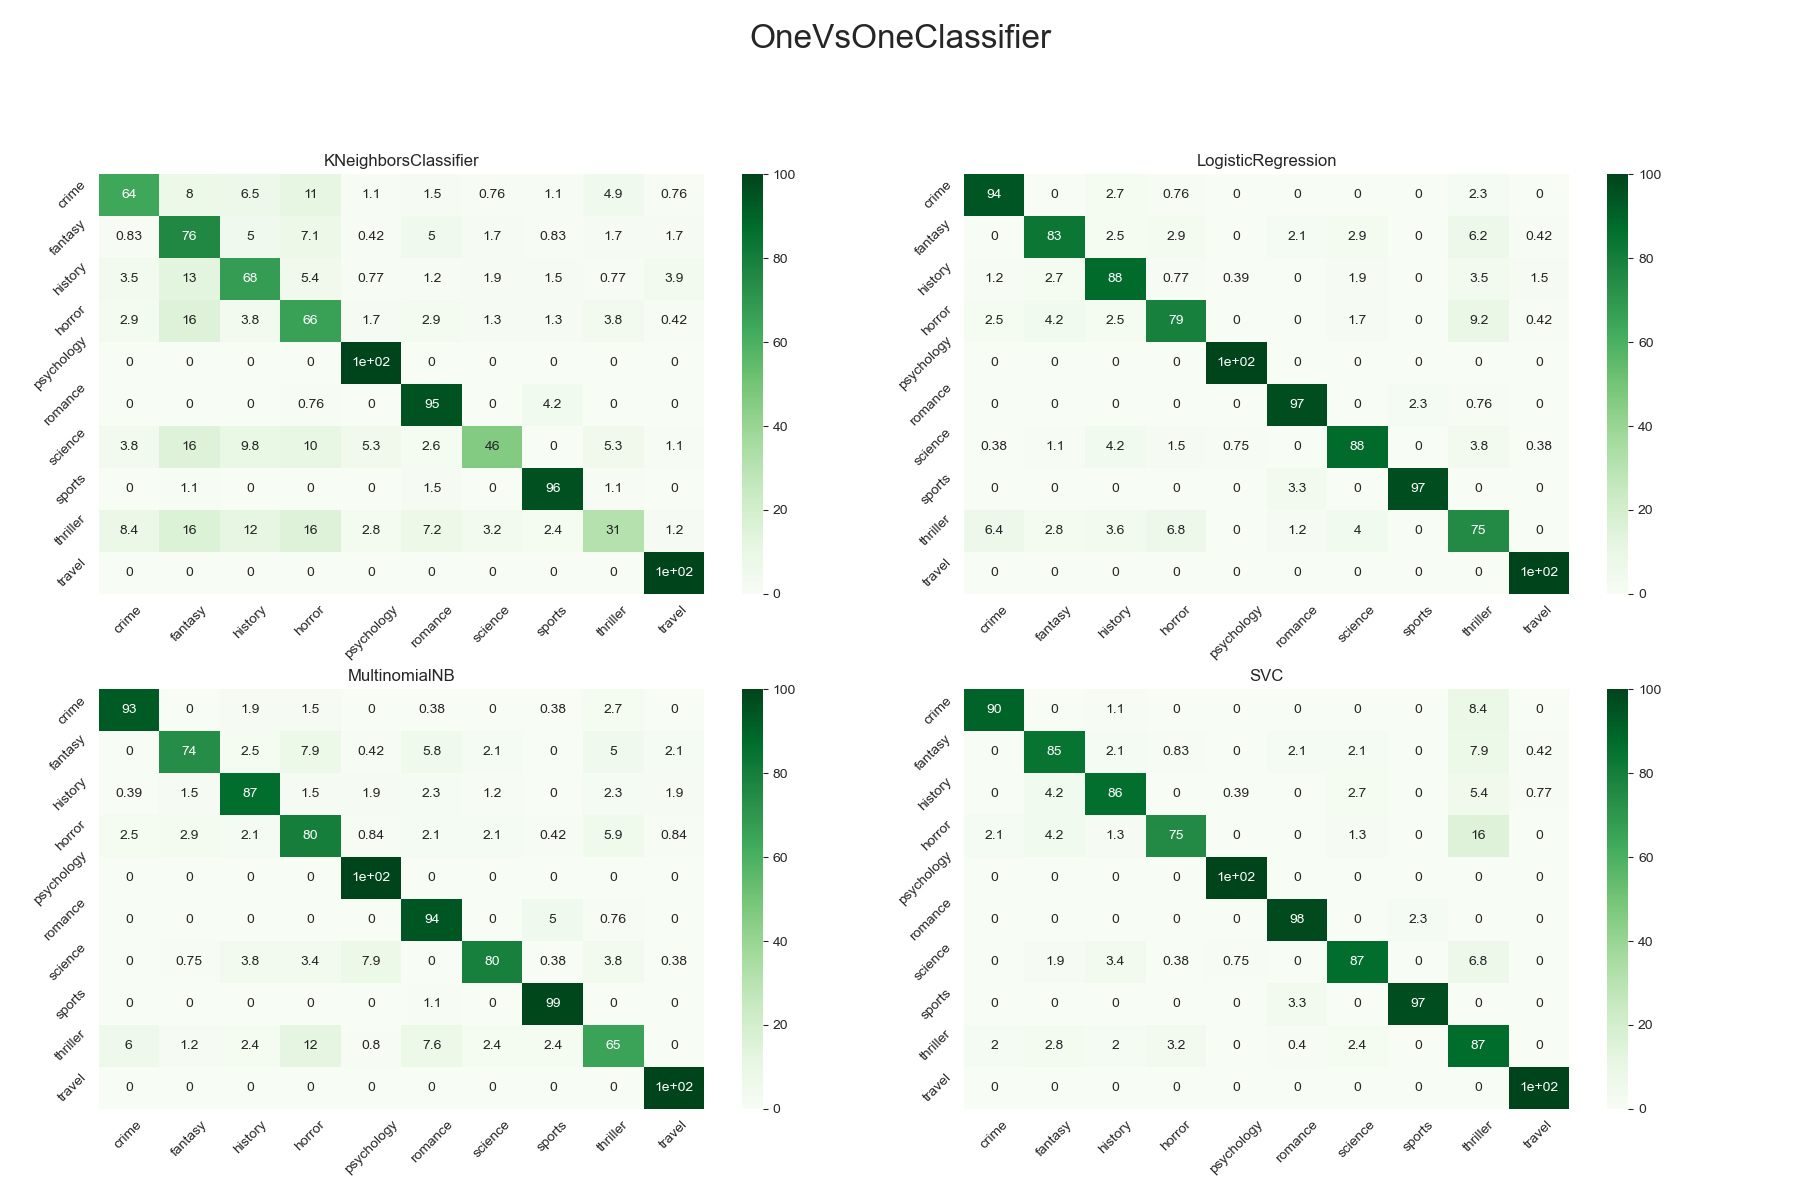 OneVsOneClassifier
KNeighborsClassifier
crime 64 8 6.5 11 1.1 1.5 0.76 1.1 4.9 0.76
fantasy 0.83 76 5 7.1 0.42 5 1.7 0.83 1.7 1.7
history 3.5 13 68 5.4 0.77 1.2 1.9 1.5 0.77 3.9
horror 2.9 16 3.8 66 1.7 2.9 1.3 1.3 3.8 0.42
psychology 0 0 0 0 1e+02 0 0 0 0 0
romance 0 0 0 0.76 0 95 0 4.2 0 0
science 3.8 16 9.8 10 5.3 2.6 46 0 5.3 1.1
sports 0 1.1 0 0 0 1.5 0 96 1.1 0
thriller 8.4 16 12 16 2.8 7.2 3.2 2.4 31 1.2
travel 0 0 0 0 0 0 0 0 0 1e+02
crime fantasy history horror psychology romance science sports thriller travel
100
80
60
40
20
0
LogisticRegression
crime 94 0 2.7 0.76 0 0 0 0 2.3 0
fantasy 0 83 2.5 2.9 0 2.1 2.9 0 6.2 0.42
history 1.2 2.7 88 0.77 0.39 0 1.9 0 3.5 1.5
horror 2.5 4.2 2.5 79 0 0 1.7 0 9.2 0.42
psychology 0 0 0 0 1e+02 0 0 0 0 0
romance 0 0 0 0 0 97 0 2.3 0.76 0
science 0.38 1.1 4.2 1.5 0.75 0 88 0 3.8 0.38
sports 0 0 0 0 0 3.3 0 97 0 0
thriller 6.4 2.8 3.6 6.8 0 1.2 4 0 75 0
travel 0 0 0 0 0 0 0 0 0 1e+02
crime fantasy history horror psychology romance science sports thriller travel
100
80
60
40
20
0
MultinomialNB
crime 93 0 1.9 1.5 0 0.38 0 0.38 2.7 0
fantasy 0 74 2.5 7.9 0.42 5.8 2.1 0 5 2.1
history 0.39 1.5 87 1.5 1.9 2.3 1.2 0 2.3 1.9
horror 2.5 2.9 2.1 80 0.84 2.1 2.1 0.42 5.9 0.84
psychology 0 0 0 0 1e+02 0 0 0 0 0
romance 0 0 0 0 0 94 0 5 0.76 0
science 0 0.75 3.8 3.4 7.9 0 80 0.38 3.8 0.38
sports 0 0 0 0 0 1.1 0 99 0 0
thriller 6 1.2 2.4 12 0.8 7.6 2.4 2.4 65 0
travel 0 0 0 0 0 0 0 0 0 1e+02
crime fantasy history horror psychology romance science sports thriller travel
100
80
60
40
20
0
SVC
crime 90 0 1.1 0 0 0 0 0 8.4 0
fantasy 0 85 2.1 0.83 0 2.1 2.1 0 7.9 0.42
history 0 4.2 86 0 0.39 0 2.7 0 5.4 0.77
horror 2.1 4.2 1.3 75 0 0 1.3 0 16 0
psychology 0 0 0 0 1e+02 0 0 0 0 0
romance 0 0 0 0 0 98 0 2.3 0 0
science 0 1.9 3.4 0.38 0.75 0 87 0 6.8 0
sports 0 0 0 0 0 3.3 0 97 0 0
thriller 2 2.8 2 3.2 0 0.4 2.4 0 87 0
travel 0 0 0 0 0 0 0 0 0 1e+02
crime fantasy history horror psychology romance science sports thriller travel
100
80
60
40
20
0